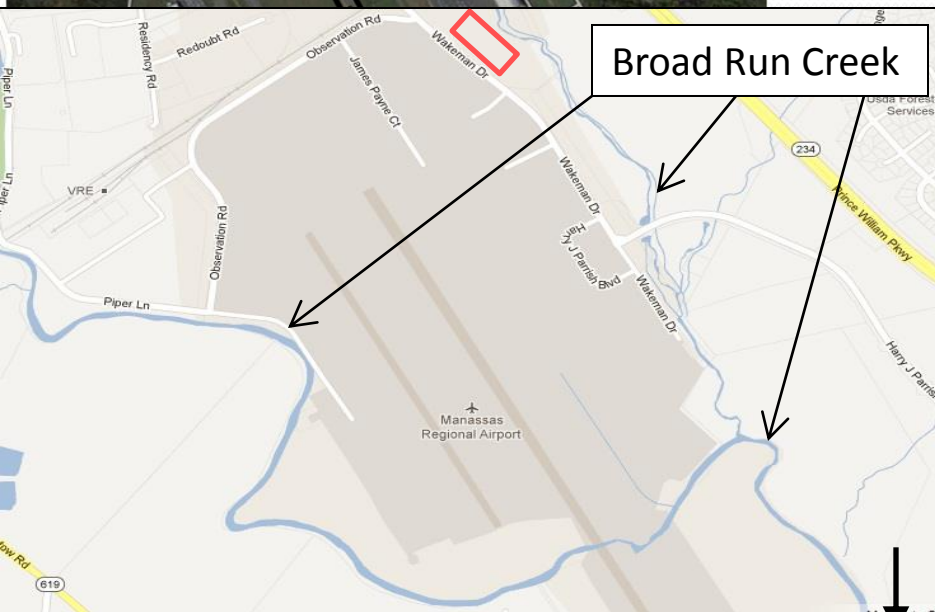 Broad Run Creek
Observation Rd
Wakeman Dr
Residency Rd
Redoubt Rd
James Payne Ct
Piper Ln
Usda Forest
Services
234
Prince William Pkwy
VRE
Wakeman Dr
Observation Rd
Harry J Parrish Blvd
Wakeman Dr
Piper Ln
Manassas
Regional Airport
619